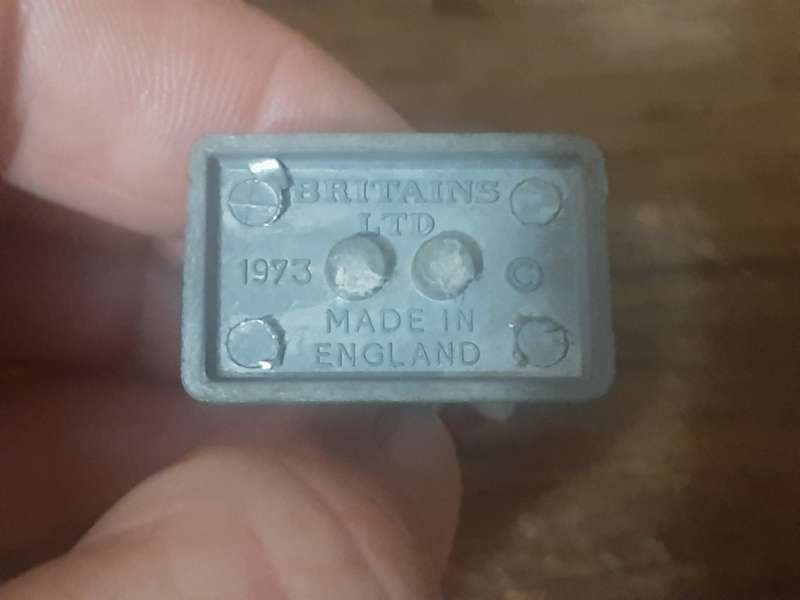 BRITAINS
LTD
1973 ©
MADE IN
ENGLAND